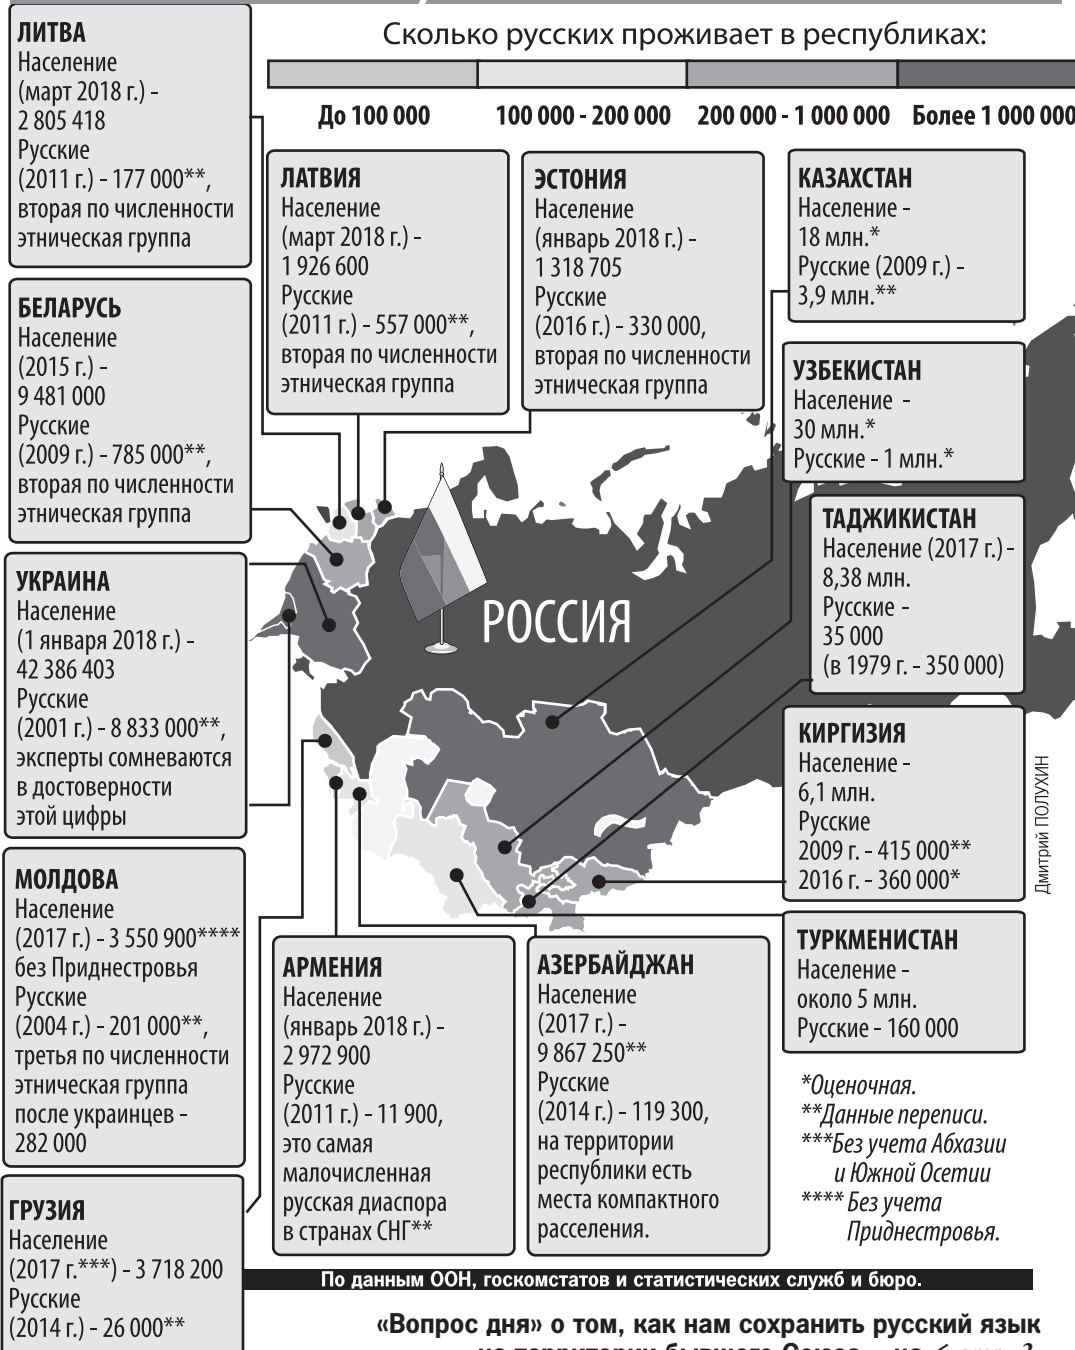 Сколько русских проживает в республиках:
До 100 000
100 000 - 200 000
200 000 - 1 000 000
Более 1 000 000
ЛИТВА
Население
(март 2018 г.) -
2 805 418
Русские
(2011 г.) - 177 000**,
вторая по численности
этническая группа
ЛАТВИЯ
Население
(март 2018 г.) -
1 926 600
Русские
(2011 г.) - 557 000**,
вторая по численности
этническая группа
ЭСТОНИЯ
Население
(январь 2018 г.) -
1 318 705
Русские
(2016 г.) - 330 000,
вторая по численности
этническая группа
КАЗАХСТАН
Население -
18 млн.*
Русские (2009 г.) -
3,9 млн.**
БЕЛАРУСЬ
Население
(2015 г.) -
9 481 000
Русские
(2009 г.) - 785 000**,
вторая по численности
этническая группа
УЗБЕКИСТАН
Население -
30 млн.*
Русские - 1 млн.*
ТАДЖИКИСТАН
Население (2017 г.) -
8,38 млн.
Русские -
35 000
(в 1979 г. - 350 000)
УКРАИНА
Население
(1 января 2018 г.) -
42 386 403
Русские
(2001 г.) - 8 833 000**,
эксперты сомневаются
в достоверности
этой цифры
РОССИЯ
КИРГИЗИЯ
Население -
6,1 млн.
Русские
2009 г. - 415 000**
2016 г. - 360 000*
Дмитрий ПОЛУХИН
МОЛДОВА
Население
(2017 г.) - 3 550 900****
без Приднестровья
Русские
(2004 г.) - 201 000**,
третья по численности
этническая группа
после украинцев -
282 000
АРМЕНИЯ
Население
(январь 2018 г.) -
2 972 900
Русские
(2011 г.) - 11 900,
это самая
малочисленная
русская диаспора
в странах СНГ**
АЗЕРБАЙДЖАН
Население
(2017 г.) -
9 867 250**
Русские
(2014 г.) - 119 300,
на территории
республики есть
места компактного
расселения.
ТУРКМЕНИСТАН
Население -
около 5 млн.
Русские - 160 000
ГРУЗИЯ
Население
(2017 г.***) - 3 718 200
Русские
(2014 г.) - 26 000**
*Оценочная.
**Данные переписи.
***Без учета Абхазии
и Южной Осетии
**** Без учета
Приднестровья.
По данным ООН, госкомстатов и статистических служб и бюро.
«Вопрос дня» о том, как нам сохранить русский язык